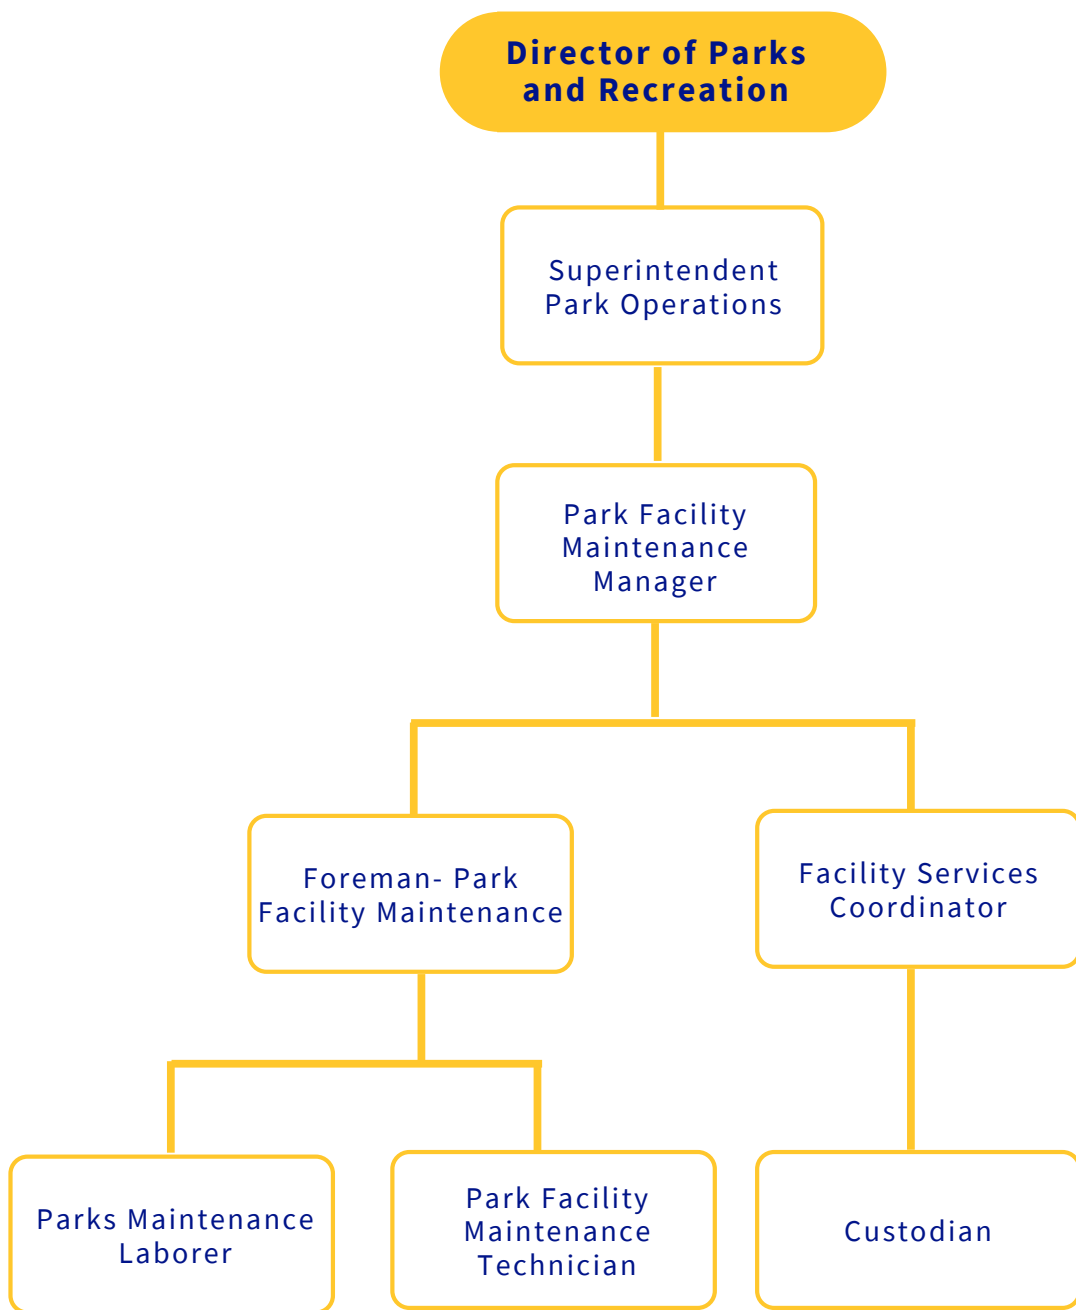 Director of Parks
and Recreation
Superintendent
Park Operations
Park Facility
Maintenance
Manager
Foreman- Park
Facility Maintenance
Facility Services
Coordinator
Parks Maintenance
Laborer
Park Facility
Maintenance
Technician
Custodian